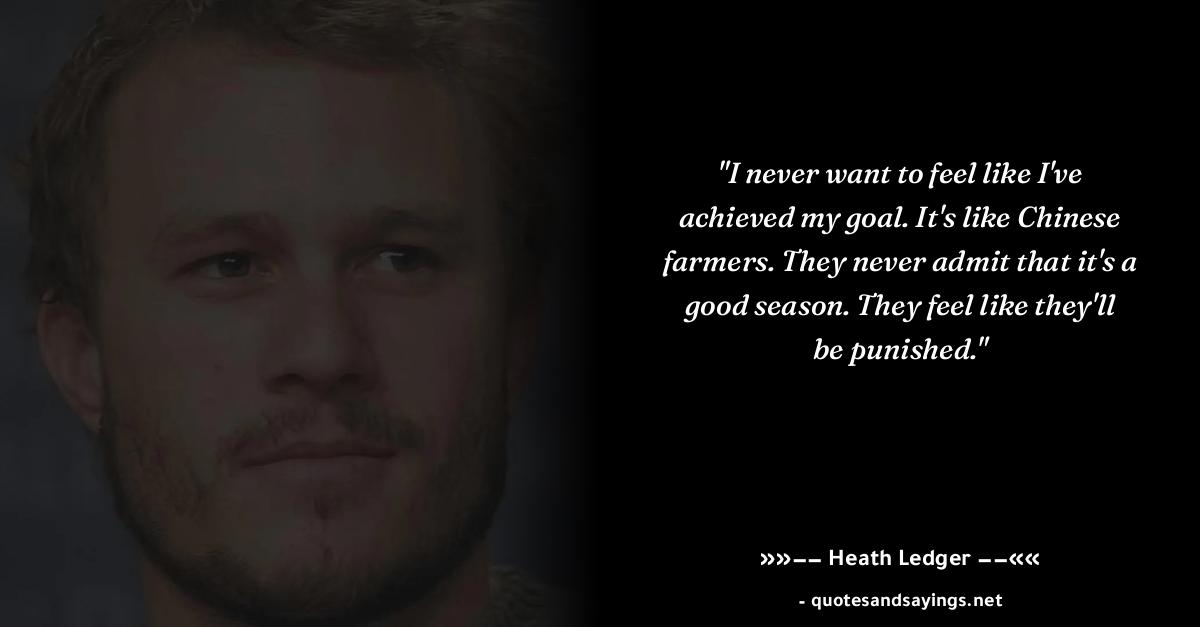 "I never want to feel like I've
achieved my goal. It's like Chinese
farmers. They never admit that it's a
good season. They feel like they'll
be punished."
»»−− Heath Ledger −−««
- quotesandsayings.net